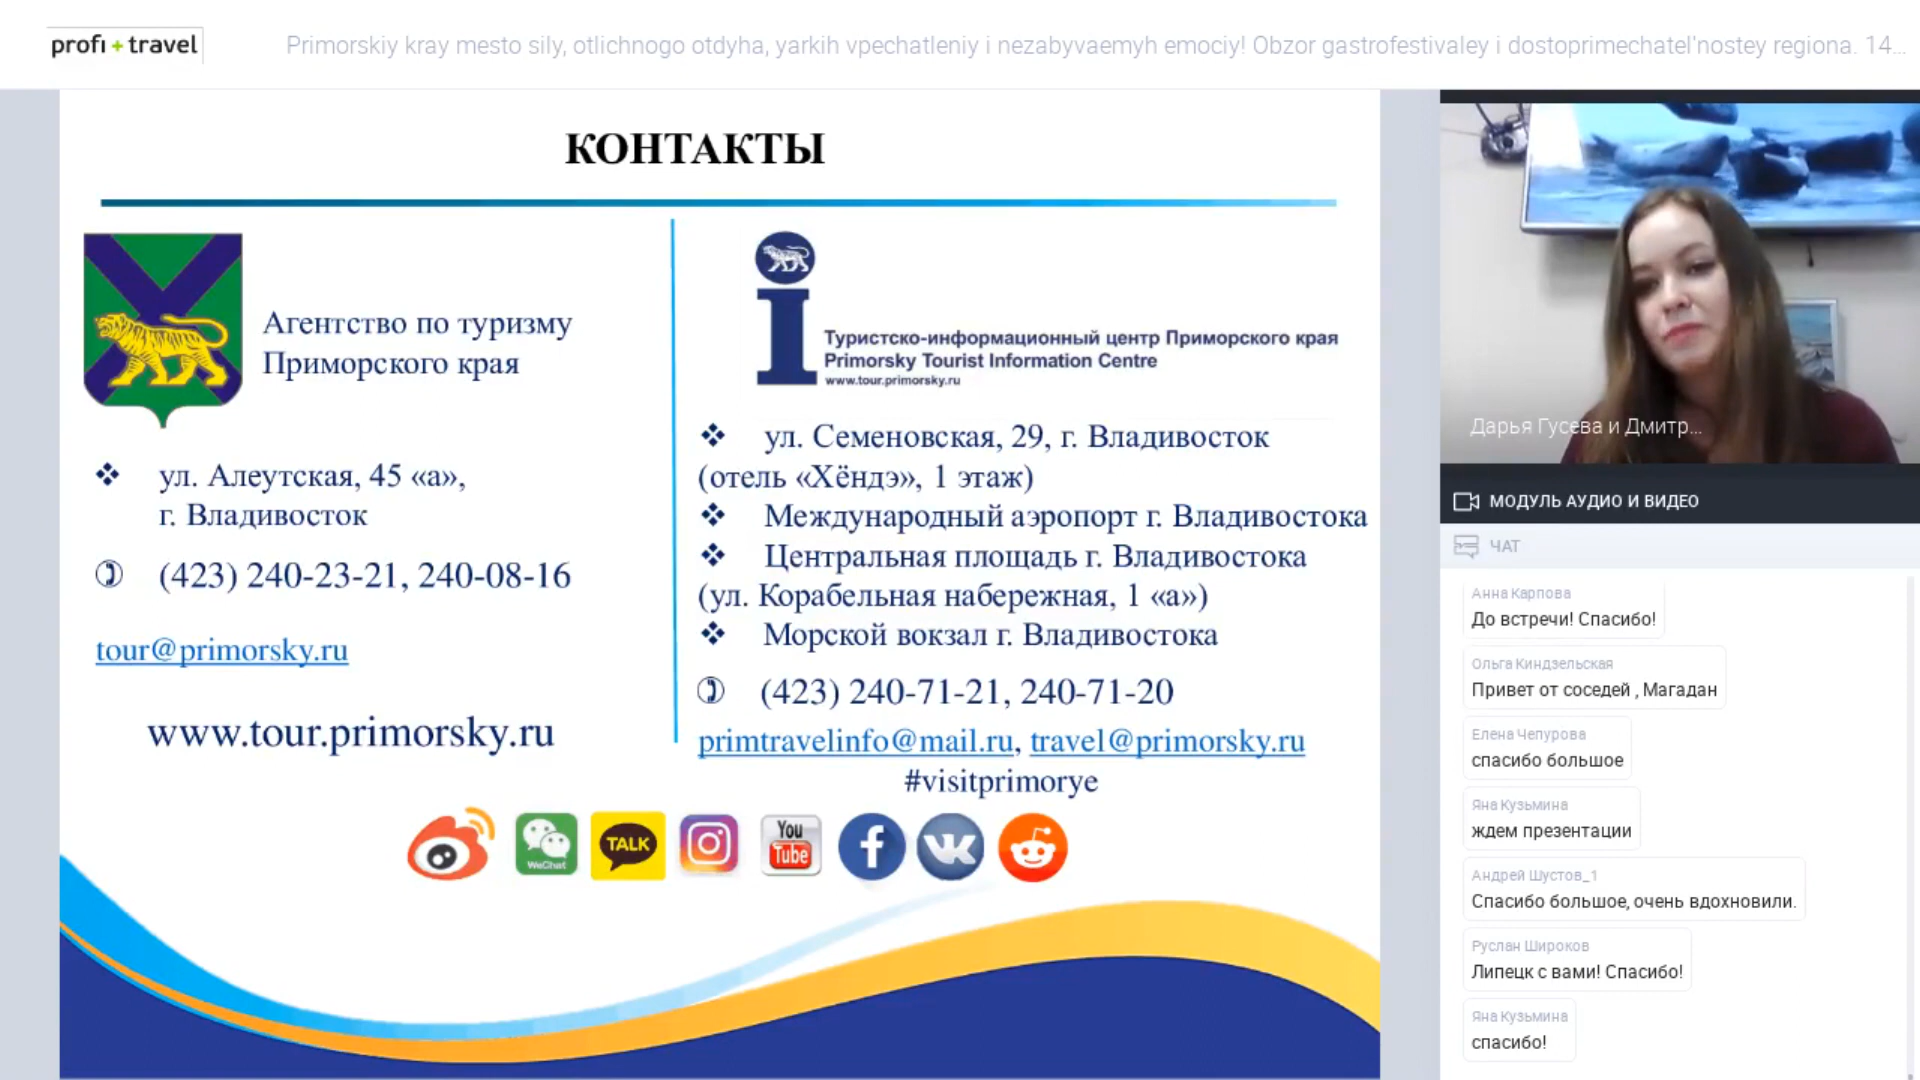 profi + travel
Primorskiy kray mesto sily, otlichnogo otdyha, yarkih vpechatleniy i nezabyvaemyh emociy! Obzor gastrofestivaley i dostoprimechatel'nostey regiona. 14...
КОНТАКТЫ
Агентство по туризму
Приморского края
ул. Алеутская, 45 «а»,
г. Владивосток
(423) 240-23-21, 240-08-16
tour@primorsky.ru
www.tour.primorsky.ru
Туристско-информационный центр Приморского края
Primorsky Tourist Information Centre
www.tour.primorsky.ru
❖ ул. Семеновская, 29, г. Владивосток
(отель «Хёндэ», 1 этаж)
❖ Международный аэропорт г. Владивостока
❖ Центральная площадь г. Владивостока
(ул. Корабельная набережная, 1 «а»)
❖ Морской вокзал г. Владивостока
(423) 240-71-21, 240-71-20
primtravelinfo@mail.ru, travel@primorsky.ru
#visitprimorye
WeChat
TALK
You
Tube
Дарья Гусева и Дмитр...
МОДУЛЬ АУДИО И ВИДЕО
ЧАТ
Анна Карпова
До встречи! Спасибо!
Ольга Киндзельская
Привет от соседей , Магадан
Елена Чепурова
спасибо большое
Яна Кузьмина
ждем презентации
Андрей Шустов_1
Спасибо большое, очень вдохновили.
Руслан Широков
Липецк с вами! Спасибо!
Яна Кузьмина
спасибо!